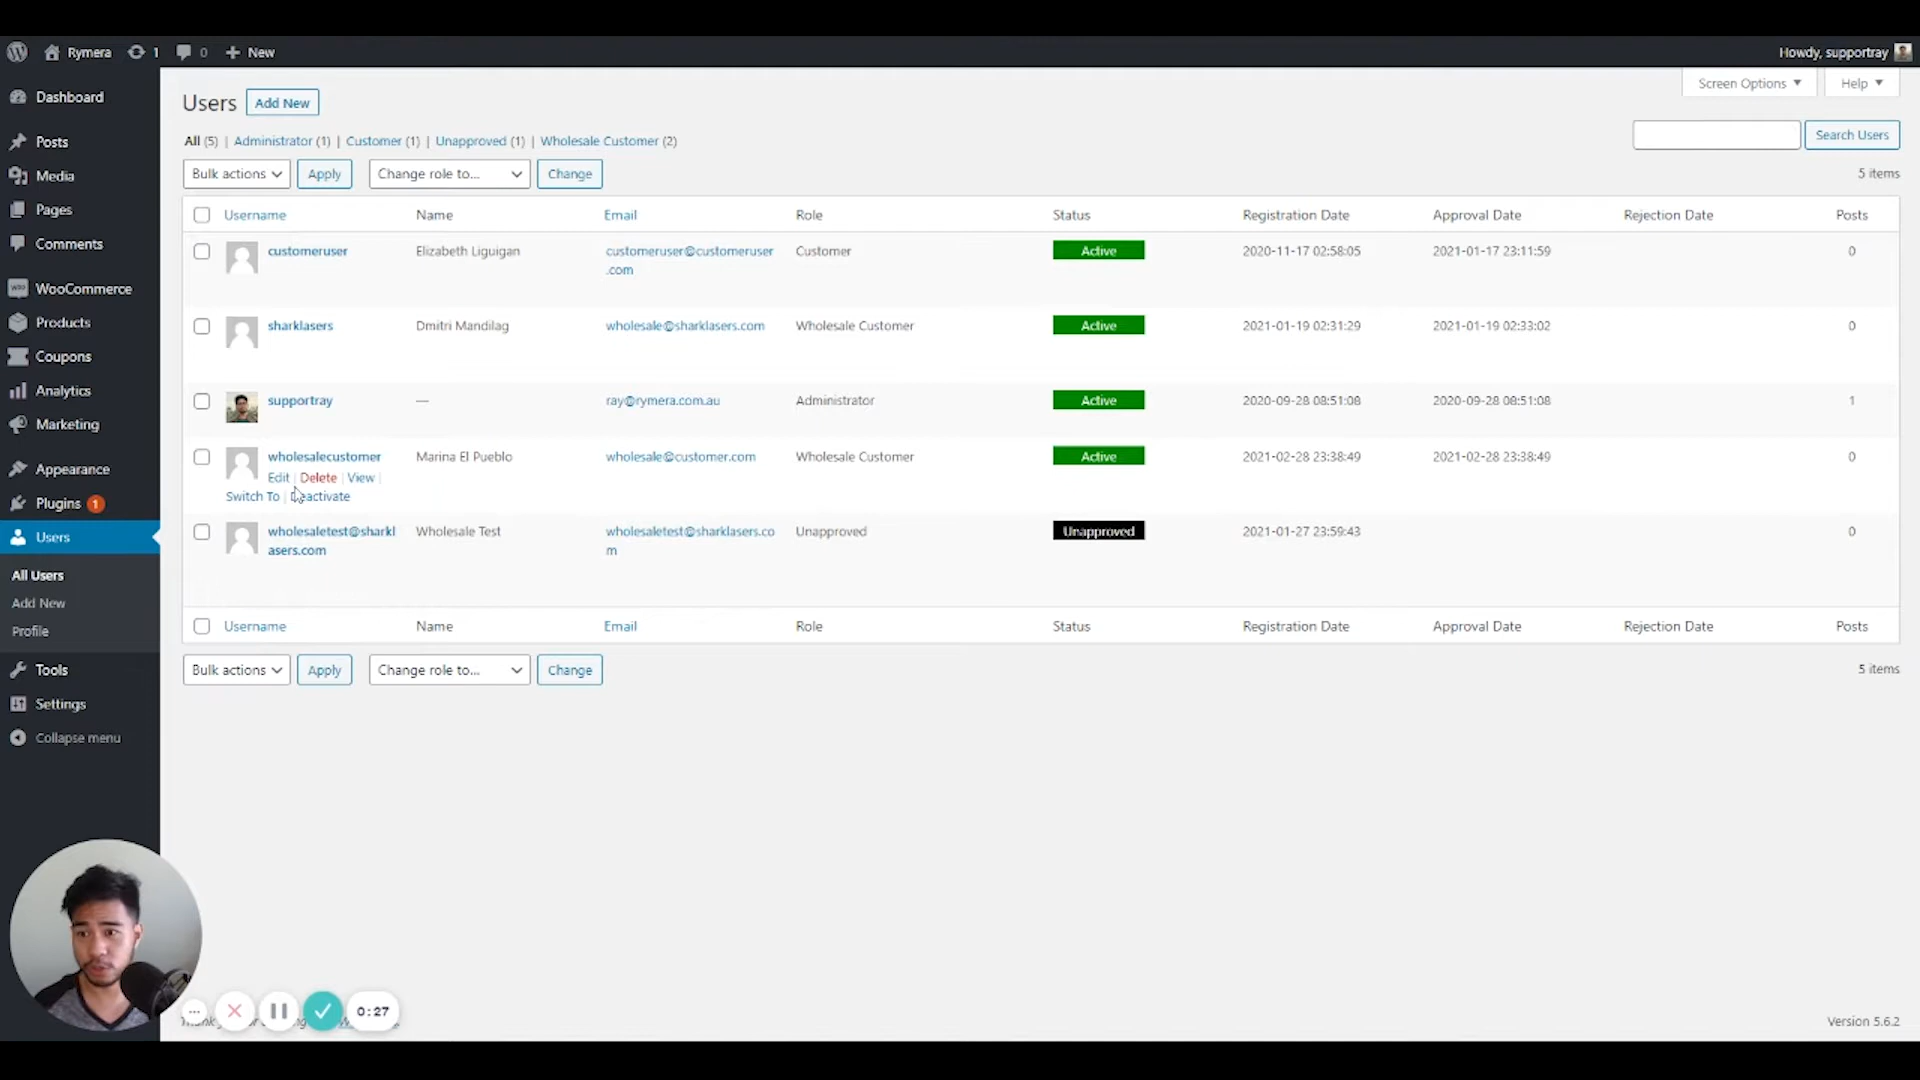 Rymera 1 0 New Howdy, supportray
Dashboard
Posts
Media
Pages
Comments
WooCommerce
Products
Coupons
Analytics
Marketing
Appearance
Plugins 1
Users
All Users
Add New
Profile
Tools
Settings
Collapse menu
Screen Options Help
Users Add New
All (5) | Administrator (1) | Customer (1) | Unapproved (1) | Wholesale Customer (2)
Search Users
Bulk actions Apply Change role to... Change 5 items
Username Name Email Role Status Registration Date Approval Date Rejection Date Posts
customeruser Elizabeth Liguigan customeruser@customeruser Customer Active 2020-11-17 02:58:05 2021-01-17 23:11:59 0
.com
sharklasers Dmitri Mandilag wholesale@sharklasers.com Wholesale Customer Active 2021-01-19 02:31:29 2021-01-19 02:33:02 0
supportray — ray@rymera.com.au Administrator Active 2020-09-28 08:51:08 2020-09-28 08:51:08 1
wholesalecustomer Marina El Pueblo wholesale@customer.com Wholesale Customer Active 2021-02-28 23:38:49 2021-02-28 23:38:49 0
Edit | Delete | View |
Switch To | Deactivate
wholesaletest@sharkl Wholesale Test wholesaletest@sharklasers.co Unapproved Unapproved 2021-01-27 23:59:43 0
asers.com m
Username Name Email Role Status Registration Date Approval Date Rejection Date Posts
Bulk actions Apply Change role to... Change 5 items
0:27
Version 5.6.2